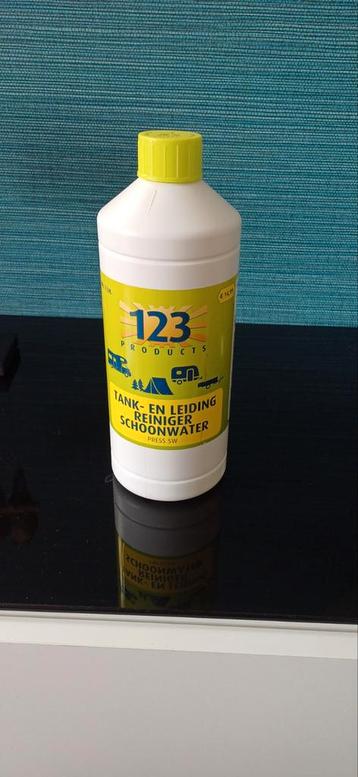 123
PRODUCTS
TANK- EN LEIDING
REINIGER
SCHOONWATER
PRESS SW